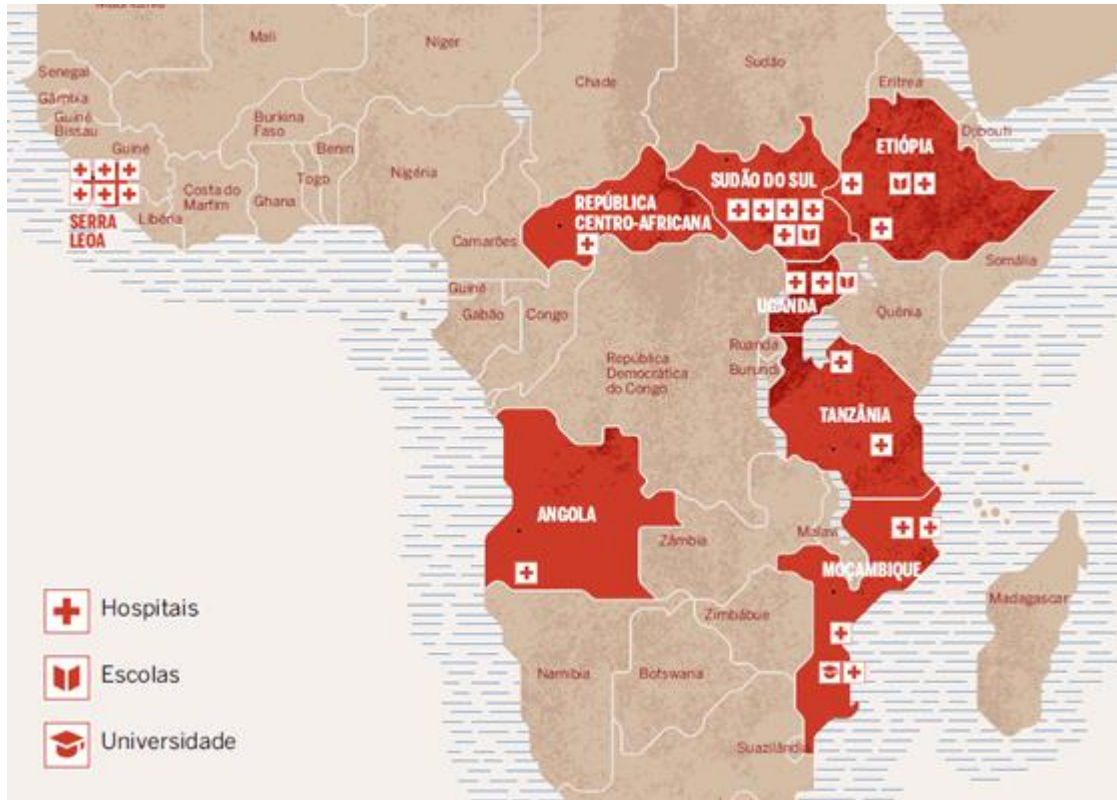 Mali
Níger
Chade
Sudão
Eritrea
Senegal
Gâmbia
Guiné
Bissau
Guiné
Burkina
Faso
Benin
Togo
Nigéria
Djibouti
ETIÓPIA
SUDÃO DO SUL
REPÚBLICA
CENTRO-AFRICANA
SERRA
LEOA
Libéria
Costa do
Marfim
Ghana
Camarões
Somália
Guiné
Gabão
Congo
UGANDA
Quênia
Ruanda
Burundi
República
Democrática
do Congo
TANZÂNIA
ANGOLA
Zâmbia
Malawi
MOÇAMBIQUE
Madagascar
Zimbábue
Namíbia
Botswana
Suazilândia
Hospitais
Escolas
Universidade